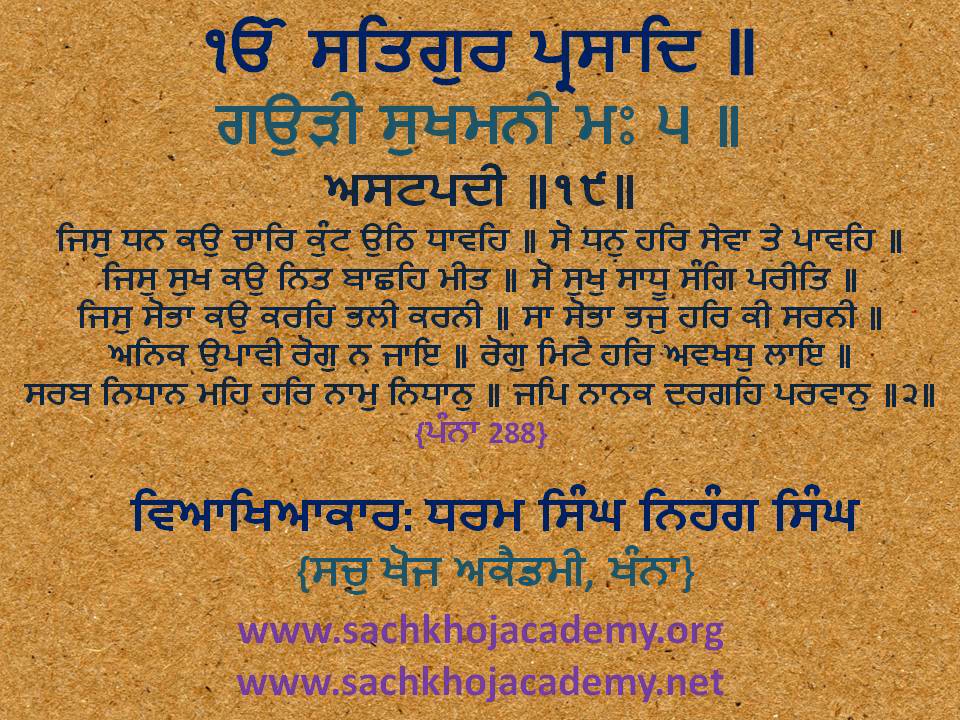 ੴ ਸਤਿਗੁਰ ਪ੍ਰਸਾਦਿ ॥
ਗਉੜੀ ਸੁਖਮਨੀ ਮਃ ੫ ॥
ਅਸਟਪਦੀ ॥੧੯॥
ਜਿਸੁ ਧਨ ਕਉ ਚਾਰਿ ਕੁੰਟ ਉਠਿ ਧਾਵਹਿ ॥ ਸੋ ਧਨੁ ਹਰਿ ਸੇਵਾ ਤੇ ਪਾਵਹਿ ॥
ਜਿਸੁ ਸੁਖ ਕਉ ਨਿਤ ਬਾਛਹਿ ਮੀਤ ॥ ਸੋ ਸੁਖੁ ਸਾਧੂ ਸੰਗਿ ਪਰੀਤਿ ॥
ਜਿਸੁ ਸੋਭਾ ਕਉ ਕਰਹਿ ਭਲੀ ਕਰਨੀ ॥ ਸਾ ਸੋਭਾ ਭਜੁ ਹਰਿ ਕੀ ਸਰਨੀ ॥
ਅਨਿਕ ਉਪਾਵੀ ਰੋਗੁ ਨ ਜਾਇ ॥ ਰੋਗੁ ਮਿਟੈ ਹਰਿ ਅਵਖਧੁ ਲਾਇ ॥
ਸਰਬ ਨਿਧਾਨ ਮਹਿ ਹਰਿ ਨਾਮੁ ਨਿਧਾਨੁ ॥ ਜਪਿ ਨਾਨਕ ਦਰਗਹਿ ਪਰਵਾਨੁ ॥੨॥
{ਪੰਨਾ 288}
ਵਿਆਖਿਆਕਾਰ: ਧਰਮ ਸਿੰਘ ਨਿਹੰਗ ਸਿੰਘ
{ਸਚੁ ਖੋਜ ਅਕੈਡਮੀ, ਖੰਨਾ}
www.sachkhojacademy.org
www.sachkhojacademy.net